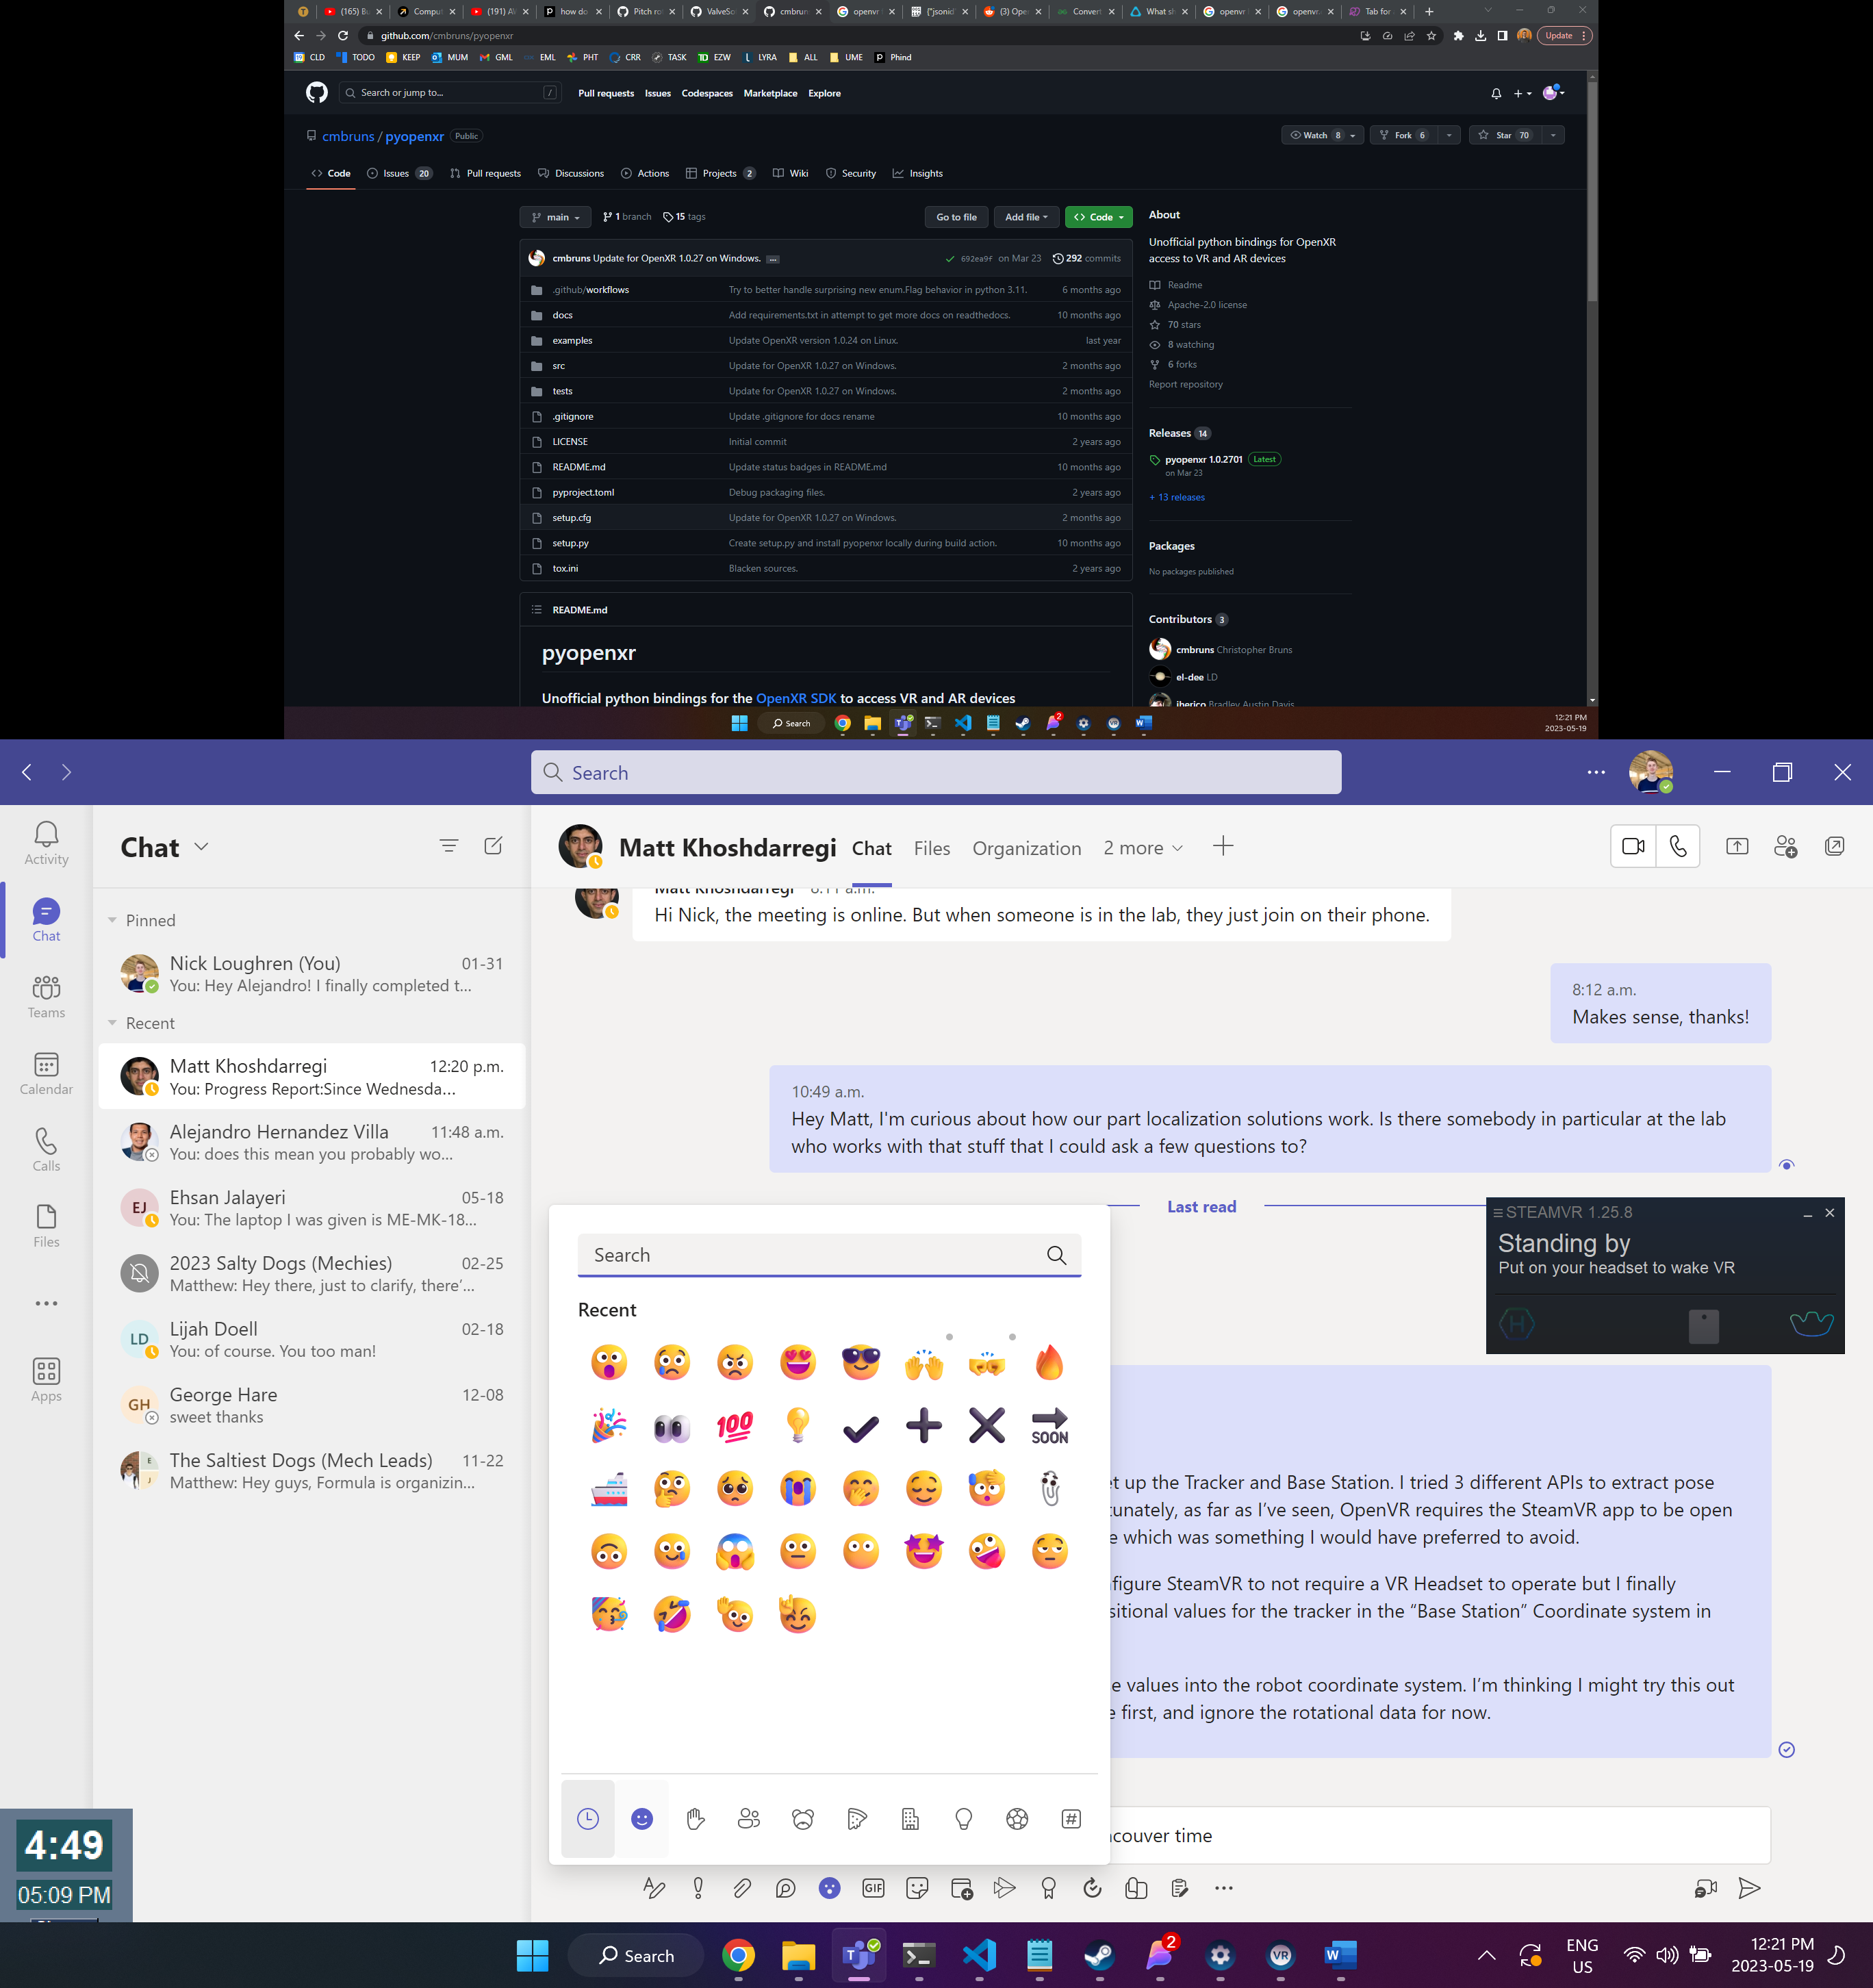 (165) Bu
Comput
(191) AV
how do
Pitch ro
ValveSo
cmbrun
openvr
("jsonid"
(3) Ope
Convert
What sh
openvr
openvr.
Tab for
github.com/cmbruns/pyopenxr
Update
CLD TODO KEEP MUM GML EML PHT CRR TASK EZW LYRA ALL UME Phind
Search or jump to... /
Pull requests Issues Codespaces Marketplace Explore
cmbruns / pyopenxr Public
Watch 8 Fork 6 Star 70
Code Issues 20 Pull requests Discussions Actions Projects 2 Wiki Security Insights
main 1 branch 15 tags Go to file Add file Code
cmbruns Update for OpenXR 1.0.27 on Windows. ... 692ea9f on Mar 23 292 commits
.github/workflows Try to better handle surprising new enum.Flag behavior in python 3.11. 6 months ago
docs Add requirements.txt in attempt to get more docs on readthedocs. 10 months ago
examples Update OpenXR version 1.0.24 on Linux. last year
src Update for OpenXR 1.0.27 on Windows. 2 months ago
tests Update for OpenXR 1.0.27 on Windows. 2 months ago
.gitignore Update .gitignore for docs rename 10 months ago
LICENSE Initial commit 2 years ago
README.md Update status badges in README.md 10 months ago
pyproject.toml Debug packaging files. 2 years ago
setup.cfg Update for OpenXR 1.0.27 on Windows. 2 months ago
setup.py Create setup.py and install pyopenxr locally during build action. 10 months ago
tox.ini Blacken sources. 2 years ago
README.md
pyopenxr
Unofficial python bindings for the OpenXR SDK to access VR and AR devices
About
Unofficial python bindings for OpenXR
access to VR and AR devices
Readme
Apache-2.0 license
70 stars
8 watching
6 forks
Report repository
Releases 14
pyopenxr 1.0.2701 Latest
on Mar 23
+ 13 releases
Packages
No packages published
Contributors 3
cmbruns Christopher Bruns
el-dee LD
jherico Bradley Austin Davis
Search
2
12:21 PM
2023-05-19
Search
Activity
Chat
Teams
Calendar
Calls
Files
Apps
Chat
Pinned
Nick Loughren (You) 01-31
You: Hey Alejandro! I finally completed t...
Recent
Matt Khoshdarregi 12:20 p.m.
You: Progress Report:Since Wednesda...
Alejandro Hernandez Villa 11:48 a.m.
You: does this mean you probably wo...
EJ
Ehsan Jalayeri 05-18
You: The laptop I was given is ME-MK-18...
2023 Salty Dogs (Mechies) 02-25
Matthew: Hey there, just to clarify, there'...
LD
Lijah Doell 02-18
You: of course. You too man!
GH
George Hare 12-08
sweet thanks
E
J
The Saltiest Dogs (Mech Leads) 11-22
Matthew: Hey guys, Formula is organizin...
Matt Khoshdarregi Chat Files Organization 2 more
Matt Khoshdarregi 8:11 a.m.
Hi Nick, the meeting is online. But when someone is in the lab, they just join on their phone.
8:12 a.m.
Makes sense, thanks!
10:49 a.m.
Hey Matt, I'm curious about how our part localization solutions work. Is there somebody in particular at the lab
who works with that stuff that I could ask a few questions to?
Last read
STEAMVR 1.25.8
Standing by
Put on your headset to wake VR
Search
Recent
100
SOON
t up the Tracker and Base Station. I tried 3 different APIs to extract pose
tunately, as far as I've seen, OpenVR requires the SteamVR app to be open
e which was something I would have preferred to avoid.
figure SteamVR to not require a VR Headset to operate but I finally
sitional values for the tracker in the "Base Station" Coordinate system in
e values into the robot coordinate system. I'm thinking I might try this out
e first, and ignore the rotational data for now.
couver time
GIF
4:49
05:09 PM
Search
2
ENG
US
12:21 PM
2023-05-19